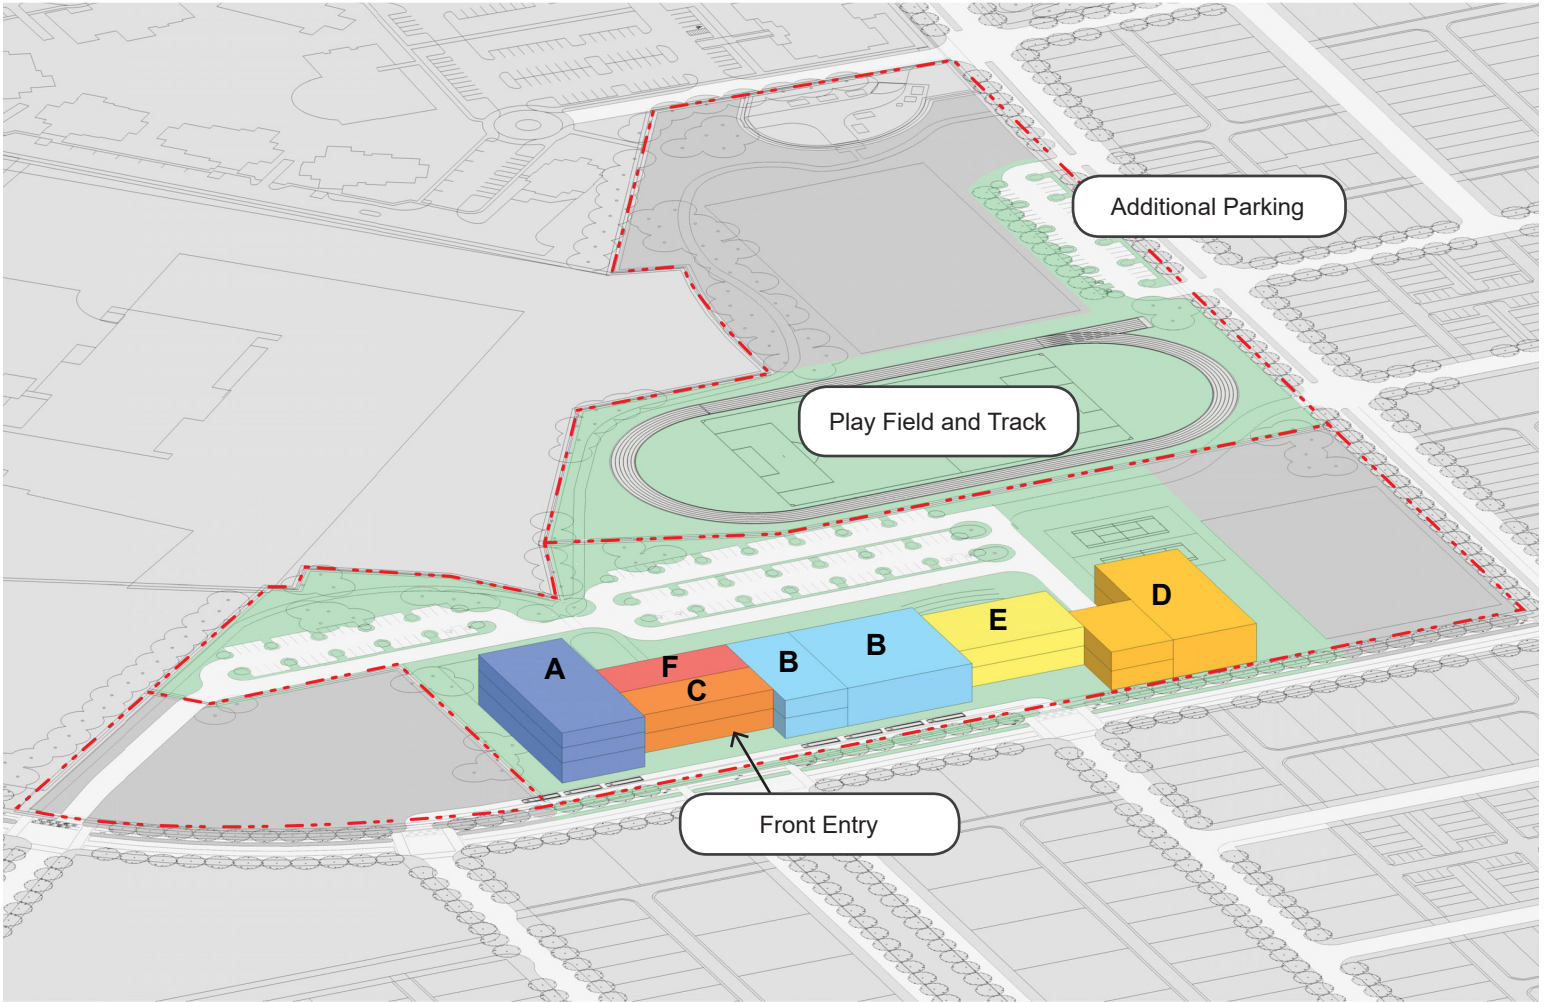 Additional Parking
Play Field and Track
D
E
B
B
A
F
C
Front Entry